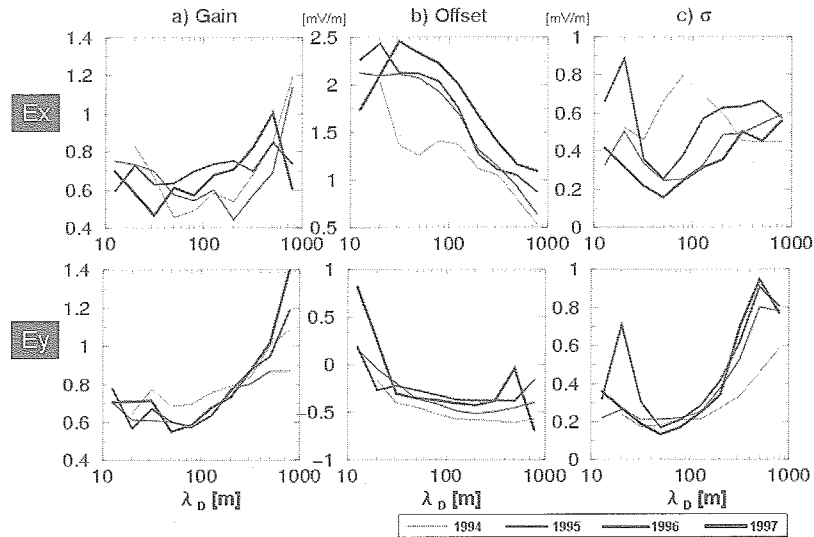 a) Gain [mV/m] b) Offset [mV/m] c) σ
1.4 2.5 1
1.2 2 0.8
Ex 1 0.6
0.8 1.5 0.4
0.6 1 0.2
0.4 0.5 0
10 100 1000 10 100 1000 10 100 1000
1.4 1 1
1.2 0.5 0.8
Ey 1 0 0.6
0.8 0.4
0.6 −0.5 0.2
0.4 −1 0
10 100 1000 10 100 1000 10 100 1000
λ D [m] λ D [m] λ D [m]
1994 1995 1996 1997